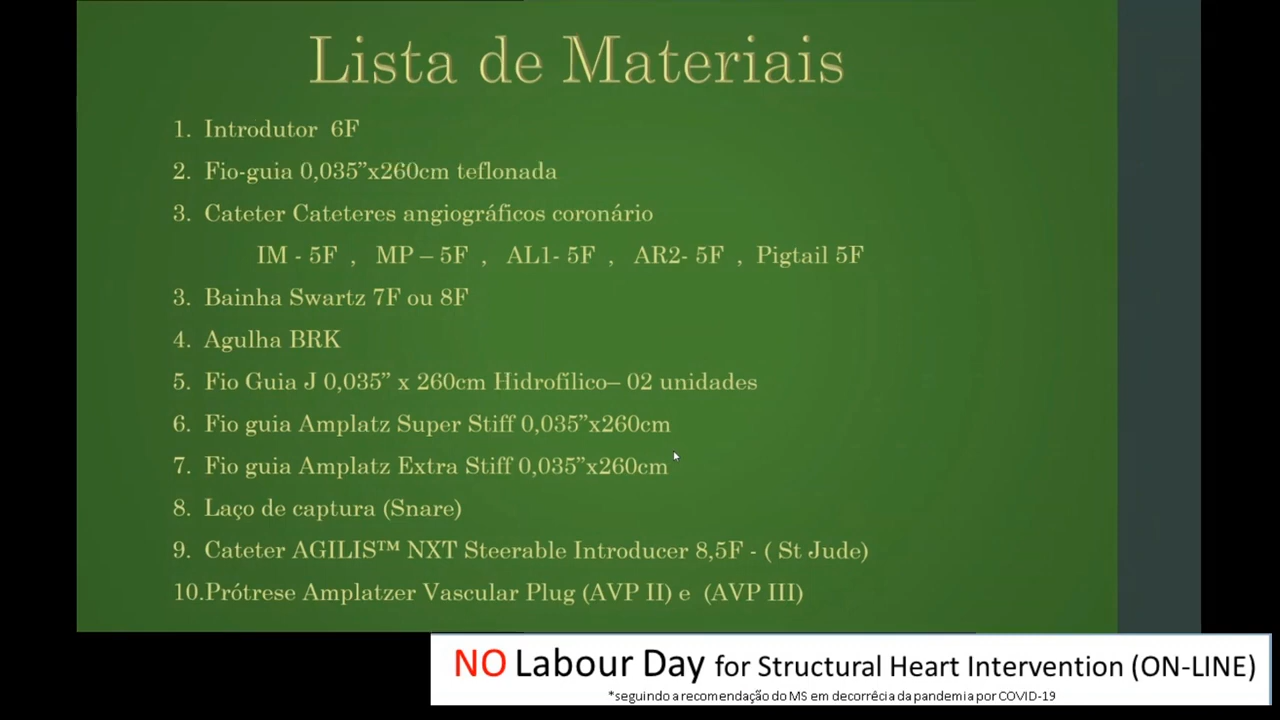 Lista de Materiais
1. Introdutor 6F
2. Fio-guia 0,035”x260cm teflonada
3. Cateter Cateteres angiográficos coronário
IM - 5F , MP – 5F , AL1- 5F , AR2- 5F , Pigtail 5F
3. Bainha Swartz 7F ou 8F
4. Agulha BRK
5. Fio Guia J 0,035” x 260cm Hidrofílico– 02 unidades
6. Fio guia Amplatz Super Stiff 0,035”x260cm
7. Fio guia Amplatz Extra Stiff 0,035”x260cm
8. Laço de captura (Snare)
9. Cateter AGILIS™ NXT Steerable Introducer 8,5F - ( St Jude)
10.Prótrese Amplatzer Vascular Plug (AVP II) e (AVP III)
NO Labour Day for Structural Heart Intervention (ON-LINE)
*seguindo a recomendação do MS em decorrêcia da pandemia por COVID-19